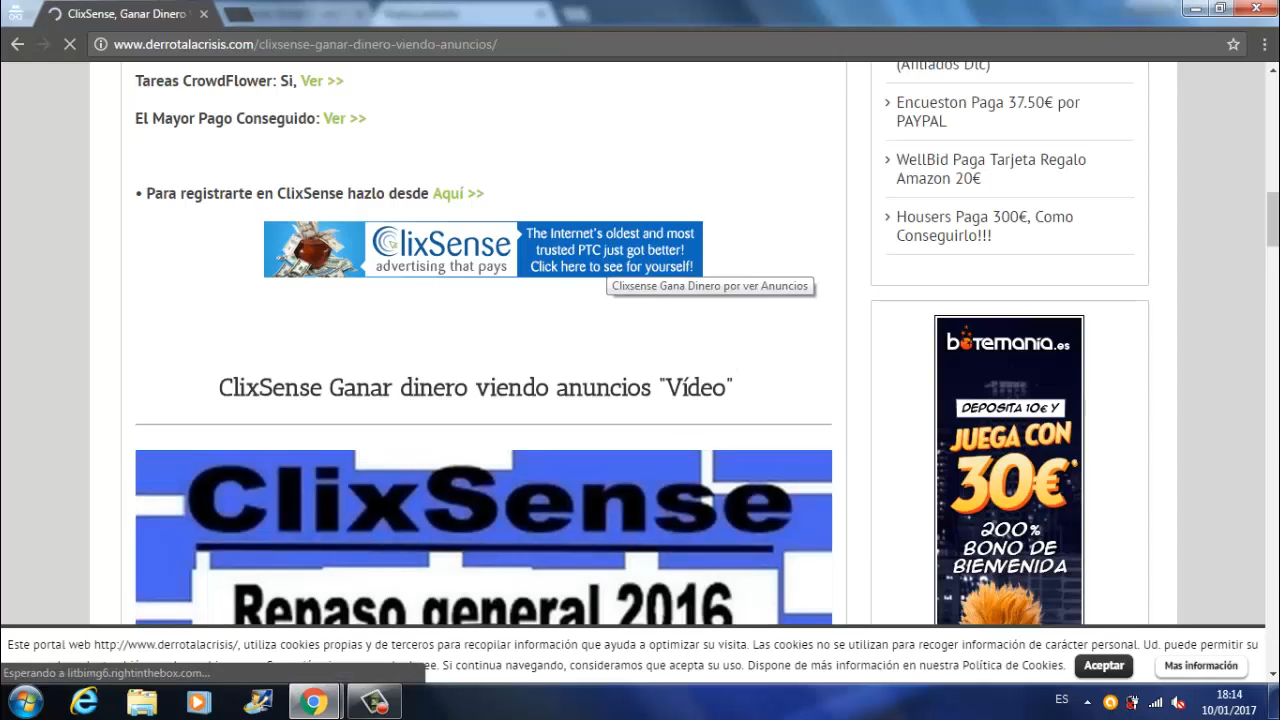 ClixSense, Ganar Dinero
www.derrotalacrisis.com/clixsense-ganar-dinero-viendo-anuncios/
Tareas CrowdFlower: Si, Ver >>
El Mayor Pago Conseguido: Ver >>
• Para registrarte en ClixSense hazlo desde Aquí >>
ClixSense
advertising that pays
The Internet's oldest and most
trusted PTC just got better!
Click here to see for yourself!
Clixsense Gana Dinero por ver Anuncios
ClixSense Ganar dinero viendo anuncios "Vídeo"
ClixSense
Repaso general 2016
(Afiliados Dtc)
Encueston Paga 37.50€ por
PAYPAL
WellBid Paga Tarjeta Regalo
Amazon 20€
Housers Paga 300€, Como
Conseguirlo!!!
botemania.es
DEPOSITA 10€ Y
JUEGA CON
30€*
200%
BONO DE
BIENVENIDA
Este portal web http://www.derrotalacrisis/, utiliza cookies propias y de terceros para recopilar información que ayuda a optimizar su visita. Las cookies no se utilizan para recoger información de carácter personal. Ud. puede permitir su
Si continua navegando, consideramos que acepta su uso. Dispone de más información en nuestra Política de Cookies.
Aceptar
Mas información
Esperando a litbimg6.rightinthebox.com...
ES
18:14
10/01/2017